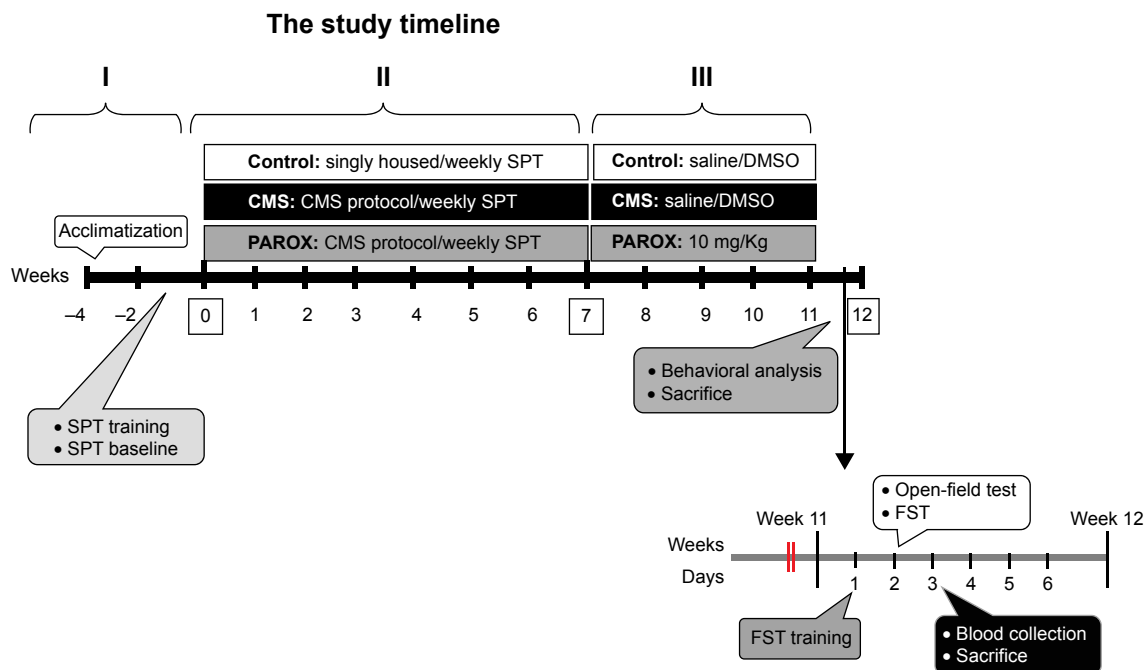 The study timeline
I
II
III
Control: singly housed/weekly SPT
Control: saline/DMSO
CMS: CMS protocol/weekly SPT
CMS: saline/DMSO
PAROX: CMS protocol/weekly SPT
PAROX: 10 mg/Kg
Acclimatization
Weeks
–4 –2 0 1 2 3 4 5 6 7 8 9 10 11 12
• SPT training
• SPT baseline
• Behavioral analysis
• Sacrifice
• Open-field test
• FST
Week 11
Week 12
Weeks
Days
1 2 3 4 5 6
FST training
• Blood collection
• Sacrifice